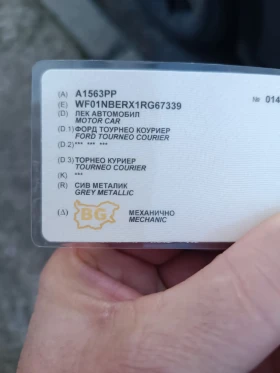 (A) A1563PP
(E) WF01NBERX1RG67339
(D) ЛЕК АВТОМОБИЛ
MOTOR CAR
№ 014
(D.1) ФОРД ТОУРНЕО КОУРИЕР
FORD TOURNEO COURIER
(D.2) *** *** ***
(D.3) ТОРНЕО КУРИЕР
TOURNEO COURIER
(K) ***
(R) СИВ МЕТАЛИК
GREY METALLIC
(Δ) BG МЕХАНИЧНО
MECHANIC